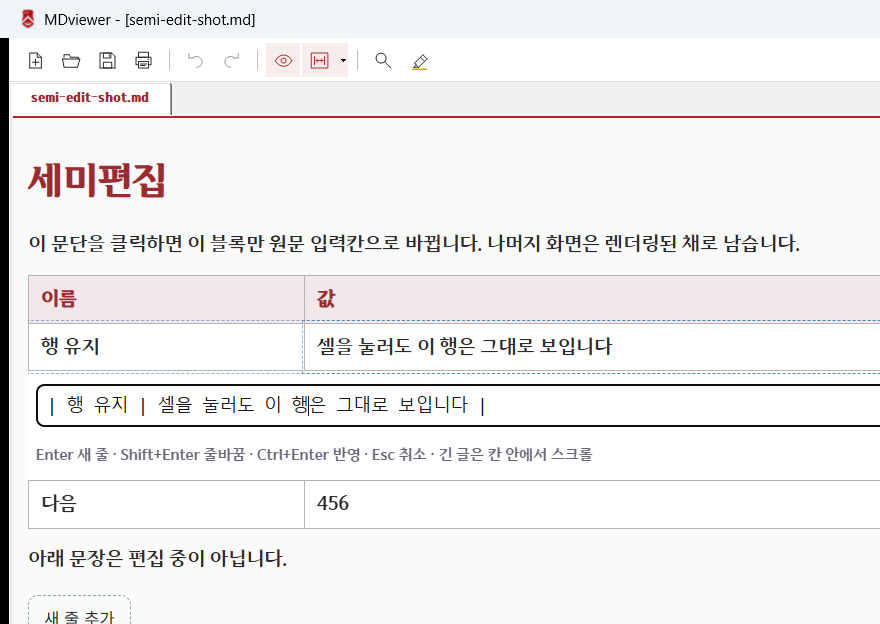 MDviewer - [semi-edit-shot.md]
semi-edit-shot.md
세미편집
이 문단을 클릭하면 이 블록만 원문 입력칸으로 바뀝니다. 나머지 화면은 렌더링된 채로 남습니다.
이름 값
행 유지 셀을 눌러도 이 행은 그대로 보입니다
| 행 유지 | 셀을 눌러도 이 행은 그대로 보입니다 |
Enter 새 줄 · Shift+Enter 줄바꿈 · Ctrl+Enter 반영 · Esc 취소 · 긴 글은 칸 안에서 스크롤
다음 456
아래 문장은 편집 중이 아닙니다.
새 줄 추가